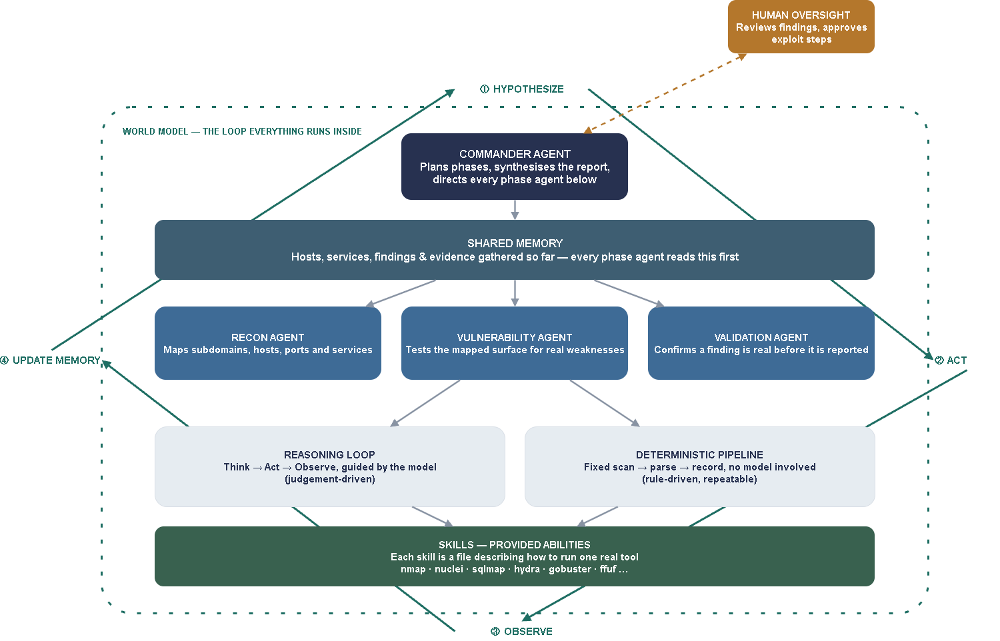 HUMAN OVERSIGHT
Reviews findings, approves
exploit steps
① HYPOTHESIZE
WORLD MODEL — THE LOOP EVERYTHING RUNS INSIDE
COMMANDER AGENT
Plans phases, synthesises the report,
directs every phase agent below
SHARED MEMORY
Hosts, services, findings & evidence gathered so far — every phase agent reads this first
RECON AGENT
Maps subdomains, hosts, ports and services
VULNERABILITY AGENT
Tests the mapped surface for real weaknesses
VALIDATION AGENT
Confirms a finding is real before it is reported
④ UPDATE MEMORY
② ACT
REASONING LOOP
Think → Act → Observe, guided by the model
(judgement-driven)
DETERMINISTIC PIPELINE
Fixed scan → parse → record, no model involved
(rule-driven, repeatable)
SKILLS — PROVIDED ABILITIES
Each skill is a file describing how to run one real tool
nmap · nuclei · sqlmap · hydra · gobuster · ffuf ...
③ OBSERVE